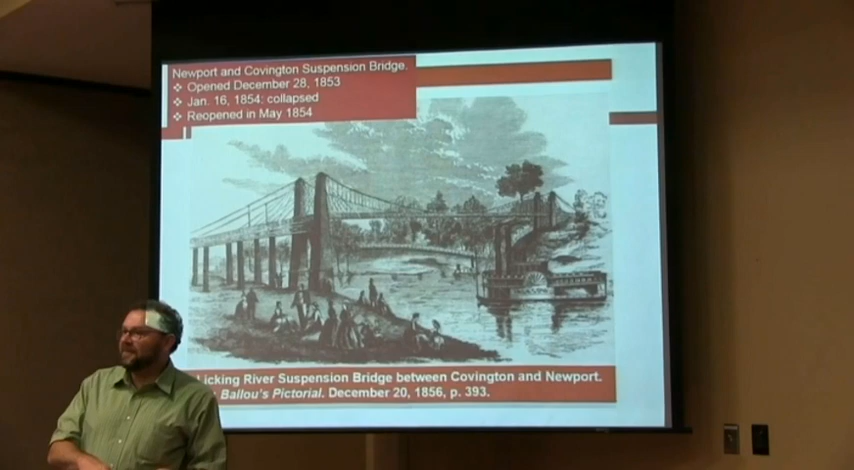 Newport and Covington Suspension Bridge.
❖ Opened December 28, 1853
❖ Jan. 16, 1854: collapsed
❖ Reopened in May 1854
Licking River Suspension Bridge between Covington and Newport.
Ballou's Pictorial. December 20, 1856, p. 393.